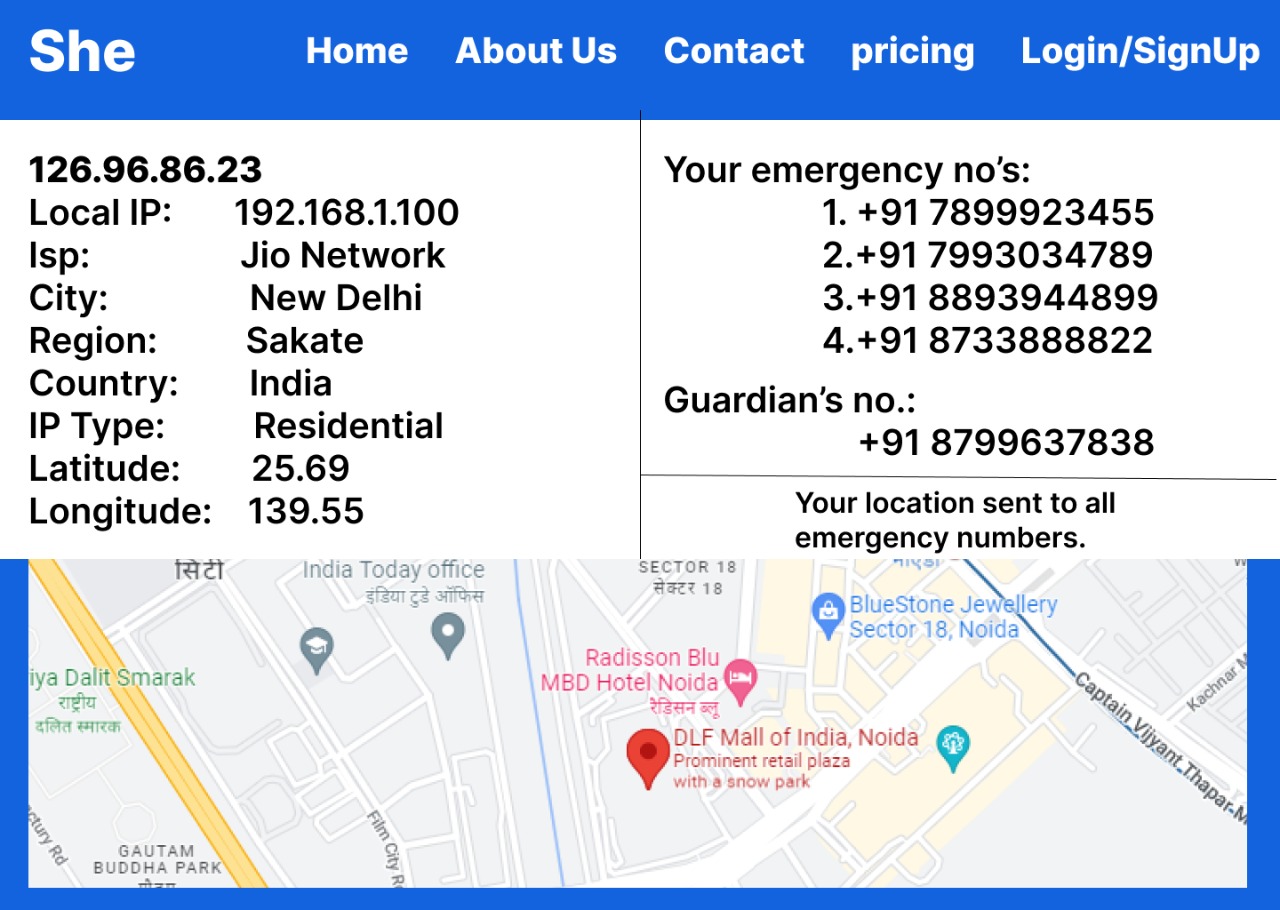 She
Home About Us Contact pricing Login/SignUp
126.96.86.23
Local IP: 192.168.1.100
Isp: Jio Network
City: New Delhi
Region: Sakate
Country: India
IP Type: Residential
Latitude: 25.69
Longitude: 139.55
Your emergency no’s:
1. +91 7899923455
2.+91 7993034789
3.+91 8893944899
4.+91 8733888822
Guardian’s no.:
+91 8799637838
Your location sent to all
emergency numbers.
सिटी
India Today office
इंडिया टुडे ऑफिस
SECTOR 18
सेक्टर 18
नोएडा
BlueStone Jewellery
Sector 18, Noida
Radisson Blu
MBD Hotel Noida
रेडिसन ब्लू
iya Dalit Smarak
राष्ट्रीय
दलित स्मारक
DLF Mall of India, Noida
Prominent retail plaza
with a snow park
Captain Vijyant Thapar M
Kachnar M
ctury Rd
Film City R
GAUTAM
BUDDHA PARK